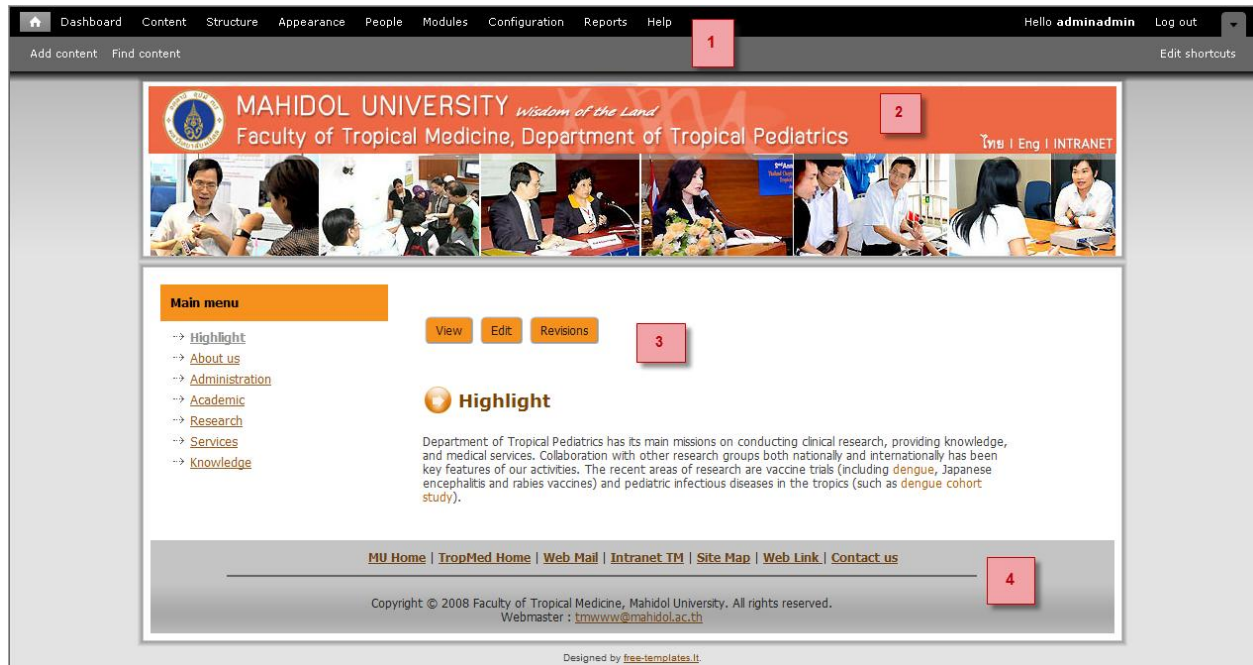 Dashboard Content Structure Appearance People Modules Configuration Reports Help Hello adminadmin Log out
1
Add content Find content Edit shortcuts
MAHIDOL UNIVERSITY Wisdom of the Land
2
Faculty of Tropical Medicine, Department of Tropical Pediatrics
ไทย | Eng | INTRANET
Main menu
Highlight
About us
Administration
Academic
Research
Services
Knowledge
View Edit Revisions
3
Highlight
Department of Tropical Pediatrics has its main missions on conducting clinical research, providing knowledge,
and medical services. Collaboration with other research groups both nationally and internationally has been
key features of our activities. The recent areas of research are vaccine trials (including dengue, Japanese
encephalitis and rabies vaccines) and pediatric infectious diseases in the tropics (such as dengue cohort
study).
MU Home | TropMed Home | Web Mail | Intranet TM | Site Map | Web Link | Contact us
4
Copyright © 2008 Faculty of Tropical Medicine, Mahidol University. All rights reserved.
Webmaster : tmwww@mahidol.ac.th
Designed by free-templates.lt.